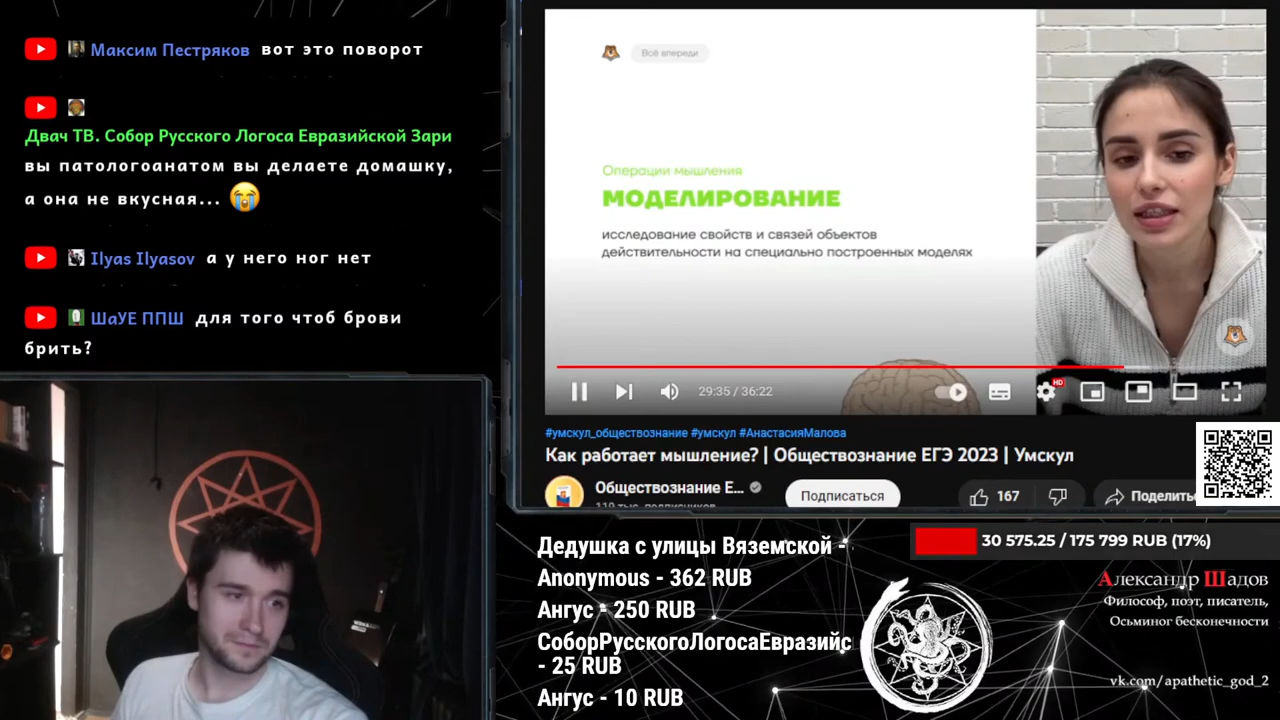 Максим Пестряков вот это поворот
Двач ТВ. Собор Русского Логоса Евразийской Зари
вы патологоанатом вы делаете домашку,
а она не вкусная...
Ilyas Ilyasov а у него ног нет
ШаУЕ ППШ для того чтоб брови
брить?
Всё впереди
Операции мышления
МОДЕЛИРОВАНИЕ
исследование свойств и связей объектов
действительности на специально построенных моделях
29:35 / 36:22
HD
#умскул_обществознание #умскул #АнастасияМалова
Как работает мышление? | Обществознание ЕГЭ 2023 | Умскул
Обществознание Е...
Подписаться
167
Поделить
Дедушка с улицы Вяземской -
Anonymous - 362 RUB
Ангус - 250 RUB
СоборРусскогоЛогосаЕвразийс
- 25 RUB
Ангус - 10 RUB
30 575.25 / 175 799 RUB (17%)
Александр Шадов
Философ, поэт, писатель,
Осьминог бесконечности
vk.com/apathetic_god_2